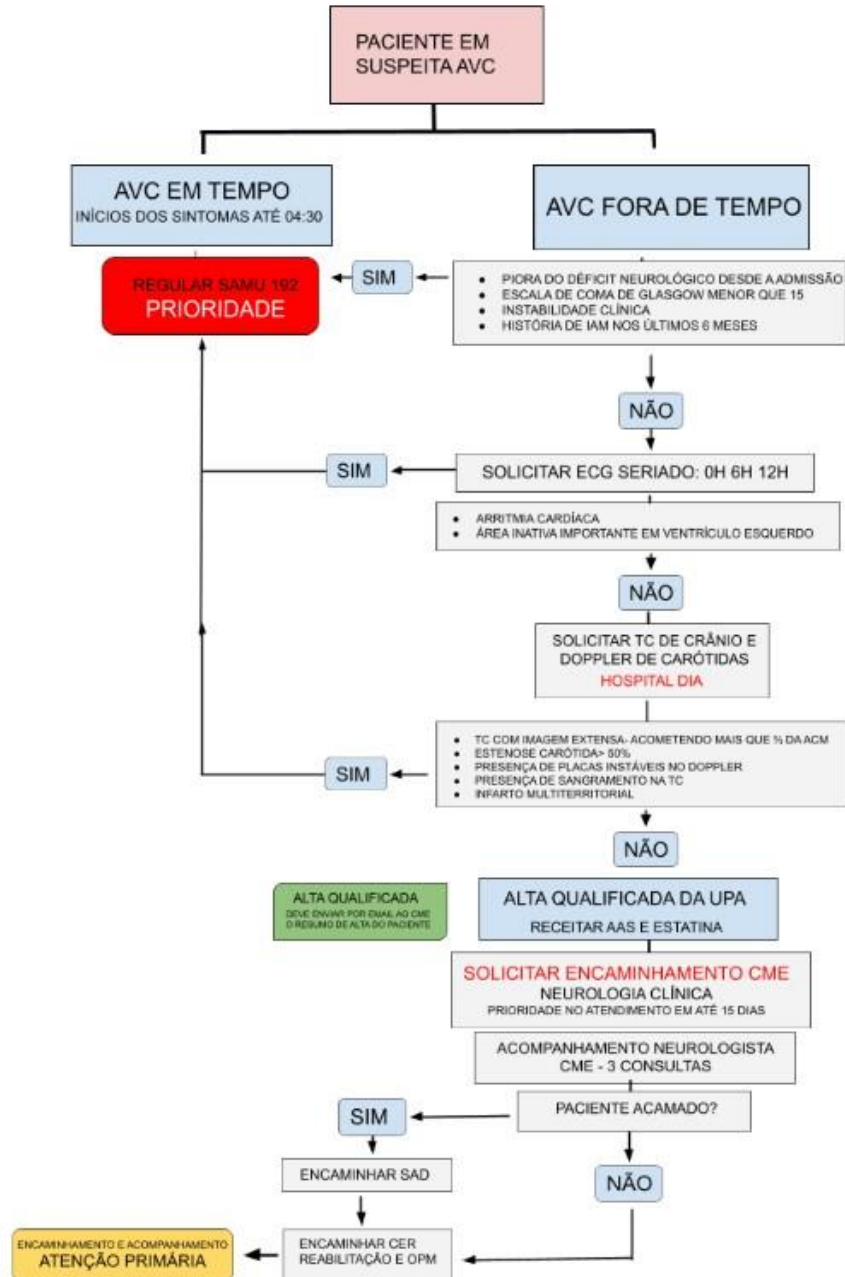 PACIENTE EM
SUSPEITA AVC
AVC EM TEMPO
INÍCIOS DOS SINTOMAS ATÉ 04:30
AVC FORA DE TEMPO
REGULAR SAMU 192
PRIORIDADE
SIM
PIORA DO DÉFICIT NEUROLÓGICO DESDE A ADMISSÃO
ESCALA DE COMA DE GLASGOW MENOR QUE 15
INSTABILIDADE CLÍNICA
HISTÓRIA DE IAM NOS ÚLTIMOS 6 MESES
NÃO
SIM
SOLICITAR ECG SERIADO: 0H 6H 12H
ARRITMIA CARDÍACA
ÁREA INATIVA IMPORTANTE EM VENTRÍCULO ESQUERDO
NÃO
SOLICITAR TC DE CRÂNIO E
DOPPLER DE CARÓTIDAS
HOSPITAL DIA
SIM
TC COM IMAGEM EXTENSA- ACOMETENDO MAIS QUE DA ACM
ESTENOSE CARÓTIDA>
PRESENÇA DE PLACAS INSTÁVEIS NO DOPPLER
PRESENÇA DE SANGRAMENTO NA TC
INFARTO MULTITERRITORIAL
NÃO
ALTA QUALIFICADA
DEVE ENVIAR POR EMAIL AO CME
O RESUMO DE ALTA DO PACIENTE
ALTA QUALIFICADA DA UPA
RECEITAR AAS E ESTATINA
SOLICITAR ENCAMINHAMENTO CME
NEUROLOGIA CLÍNICA
PRIORIDADE NO ATENDIMENTO EM ATÉ 15 DIAS
ACOMPANHAMENTO NEUROLOGISTA
CME - 3 CONSULTAS
SIM
PACIENTE ACAMADO?
ENCAMINHAR SAD
NÃO
ENCAMINHAMENTO E ACOMPANHAMENTO
ATENÇÃO PRIMÁRIA
ENCAMINHAR CER
REABILITAÇÃO E OPM